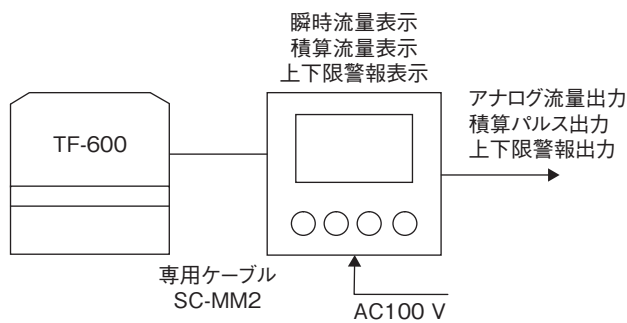 瞬時流量表示
積算流量表示
上下限警報表示
アナログ流量出力
積算パルス出力
上下限警報出力
TF-600
専用ケーブル
SC-MM2
AC100 V